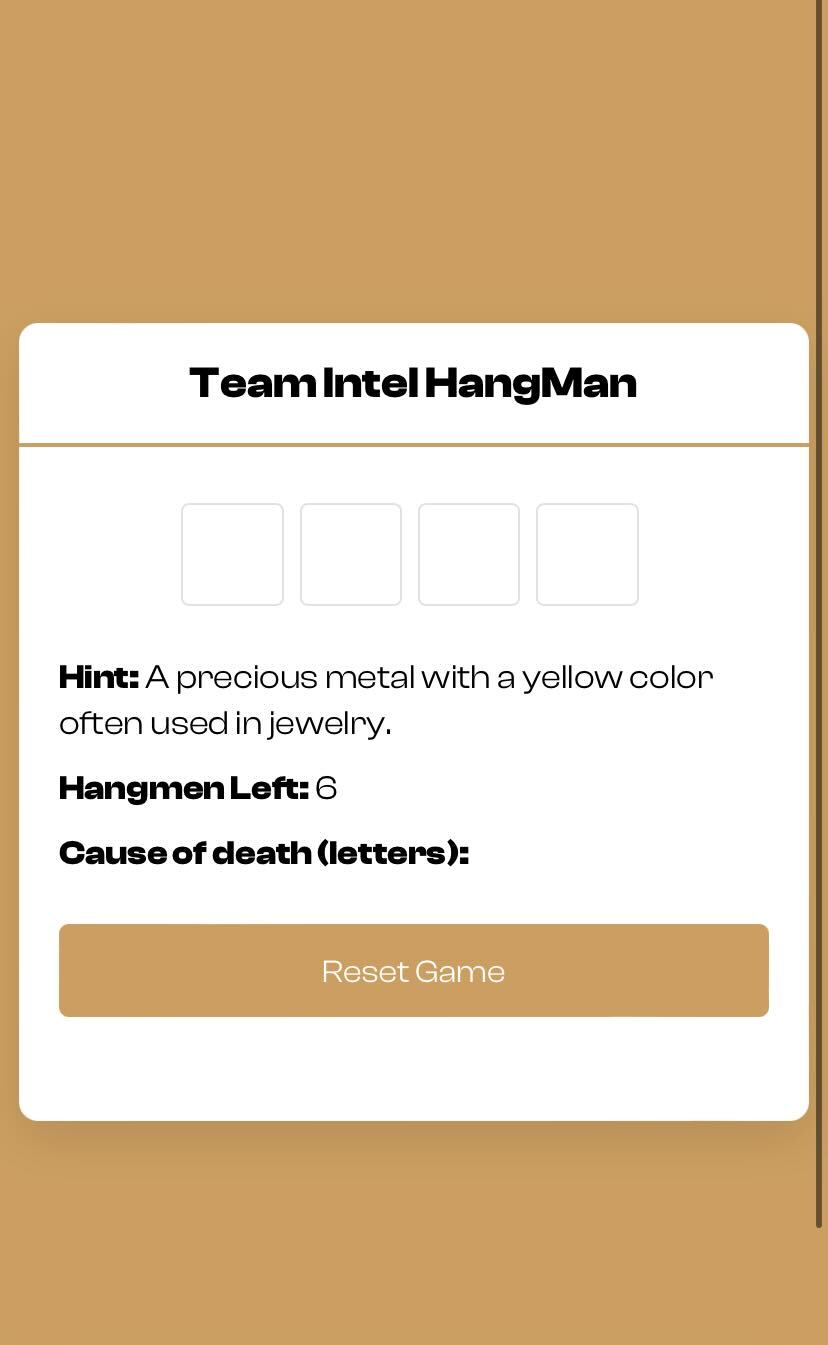 Team Intel HangMan
Hint: A precious metal with a yellow color
often used in jewelry.
Hangmen Left: 6
Cause of death (letters):
Reset Game